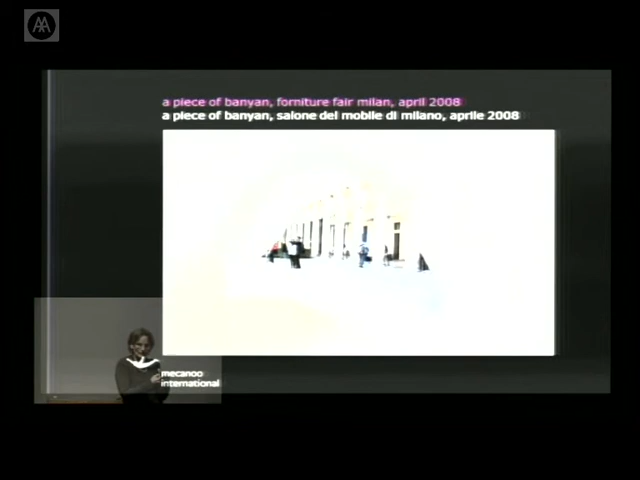 AA
a piece of banyan, forniture fair milan, april 2008
a piece of banyan, salone del mobile di milano, aprile 2008
mecanoo
international